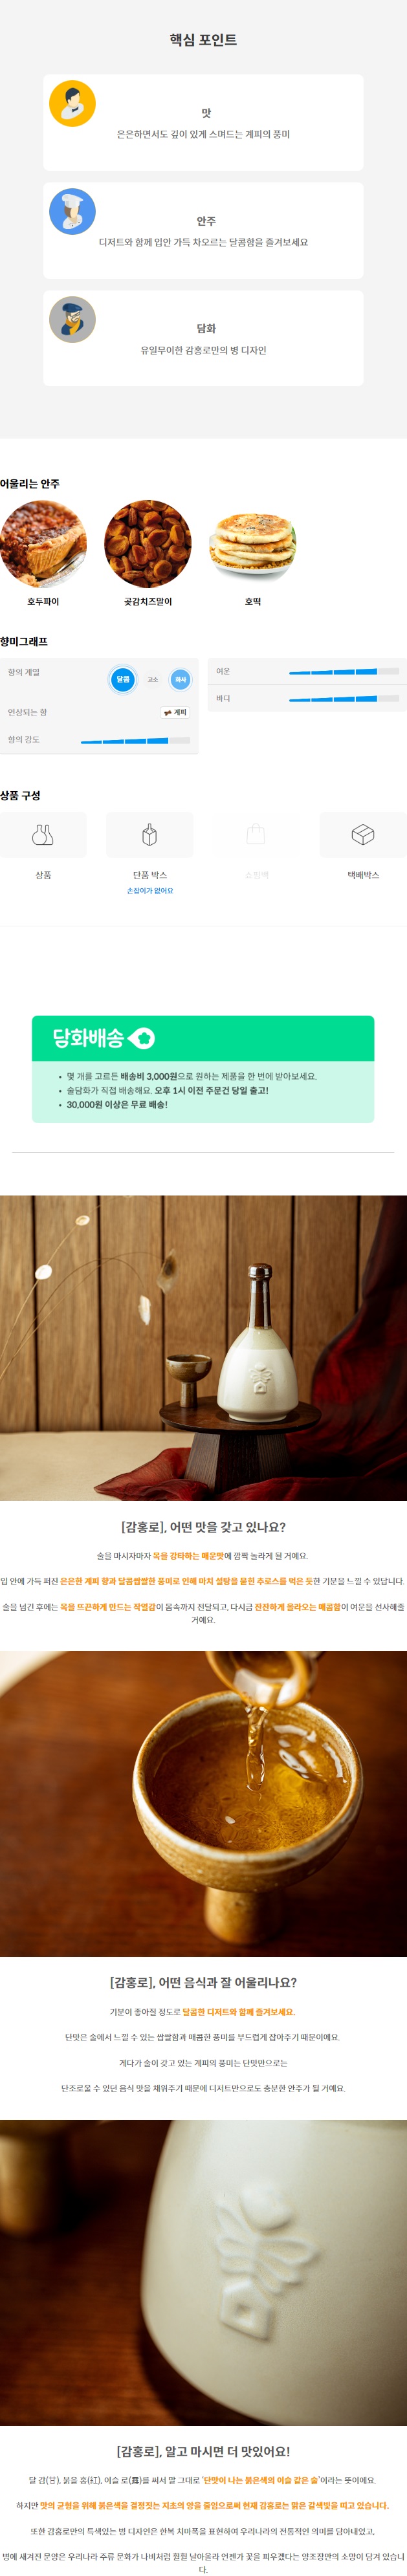 핵심 포인트
맛
은은하면서도 깊이 있게 스며드는 계피의 풍미
안주
디저트와 함께 입안 가득 차오르는 달콤함을 즐겨보세요
담화
유일무이한 감홍로만의 병 디자인
어울리는 안주
호두파이
곶감치즈말이
호떡
향미그래프
향의 계열
달콤
고소
화사
연상되는 향
계피
향의 강도
여운
바디
상품 구성
상품
단품 박스
손잡이가 없어요
쇼핑백
택배박스
담화배송
• 몇 개를 고르든 배송비 3,000원으로 원하는 제품을 한 번에 받아보세요.
• 술담화가 직접 배송해요. 오후 1시 이전 주문건 당일 출고!
• 30,000원 이상은 무료 배송!
[감홍로], 어떤 맛을 갖고 있나요?
술을 마시자마자 목을 강타하는 매운맛에 깜짝 놀라게 될 거예요.
입 안에 가득 퍼진 은은한 계피 향과 달콤쌉쌀한 풍미로 인해 마치 설탕을 묻힌 추로스를 먹은 듯한 기분을 느낄 수 있답니다.
술을 넘긴 후에는 목을 뜨끈하게 만드는 작열감이 몸속까지 전달되고, 다시금 잔잔하게 올라오는 매콤함이 여운을 선사해줄
거예요.
[감홍로], 어떤 음식과 잘 어울리나요?
기분이 좋아질 정도로 달콤한 디저트와 함께 즐겨보세요.
단맛은 술에서 느낄 수 있는 쌉쌀함과 매콤한 풍미를 부드럽게 잡아주기 때문이에요.
게다가 술이 갖고 있는 계피의 풍미는 단맛만으로는
단조로울 수 있던 음식 맛을 채워주기 때문에 디저트만으로도 충분한 안주가 될 거예요.
[감홍로], 알고 마시면 더 맛있어요!
달 감(甘), 붉을 홍(紅), 이슬 로(露)를 써서 말 그대로 '단맛이 나는 붉은색의 이슬 같은 술'이라는 뜻이에요.
하지만 맛의 균형을 위해 붉은색을 결정짓는 지초의 양을 줄임으로써 현재 감홍로는 맑은 갈색빛을 띠고 있습니다.
또한 감홍로만의 특색있는 병 디자인은 한복 치마폭을 표현하여 우리나라의 전통적인 의미를 담아내었고,
병에 새겨진 문양은 우리나라 주류 문화가 나비처럼 훨훨 날아올라 언젠가 꽃을 피우겠다는 양조장만의 소망이 담겨 있습니
다.